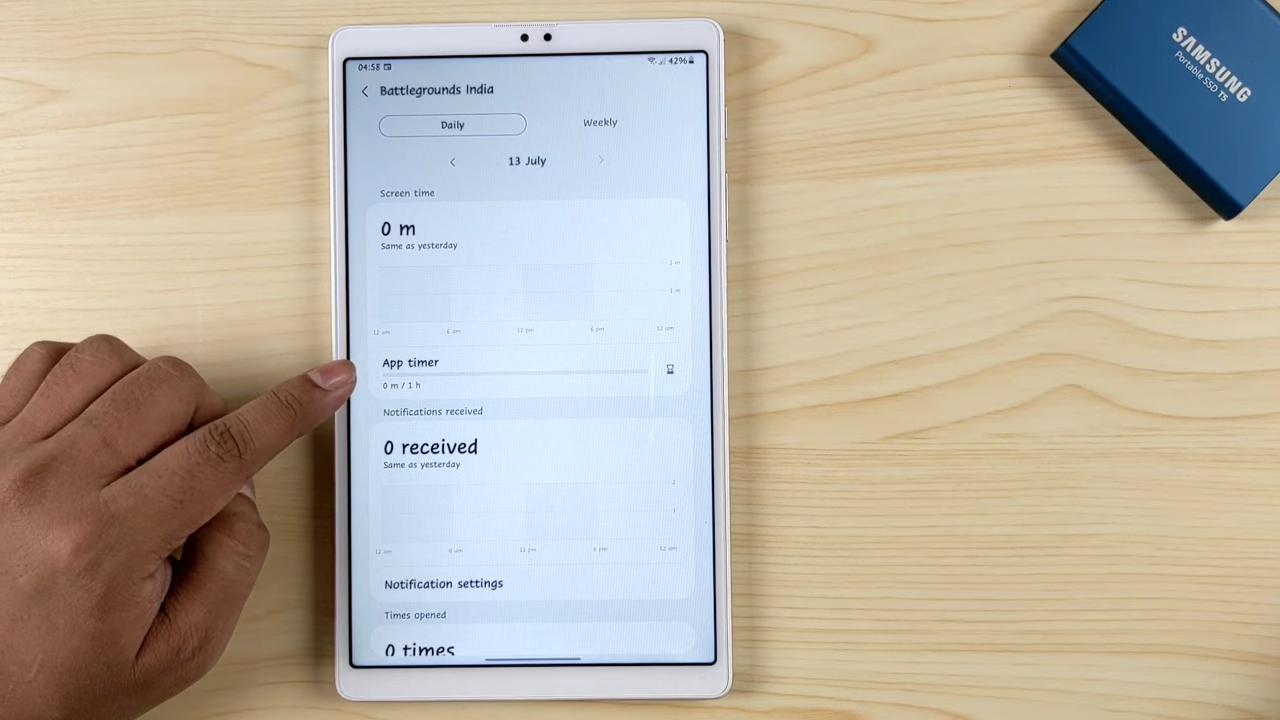 SAMSUNG
Portable SSD T5
04:58
42%
Battlegrounds India
Daily
Weekly
13 July
Screen time
0 m
Same as yesterday
2 m
1 m
12 am 6 am 12 pm 6 pm 12 am
App timer
0 m / 1 h
Notifications received
0 received
Same as yesterday
2
1
12 am 6 am 12 pm 6 pm 12 am
Notification settings
Times opened
0 times